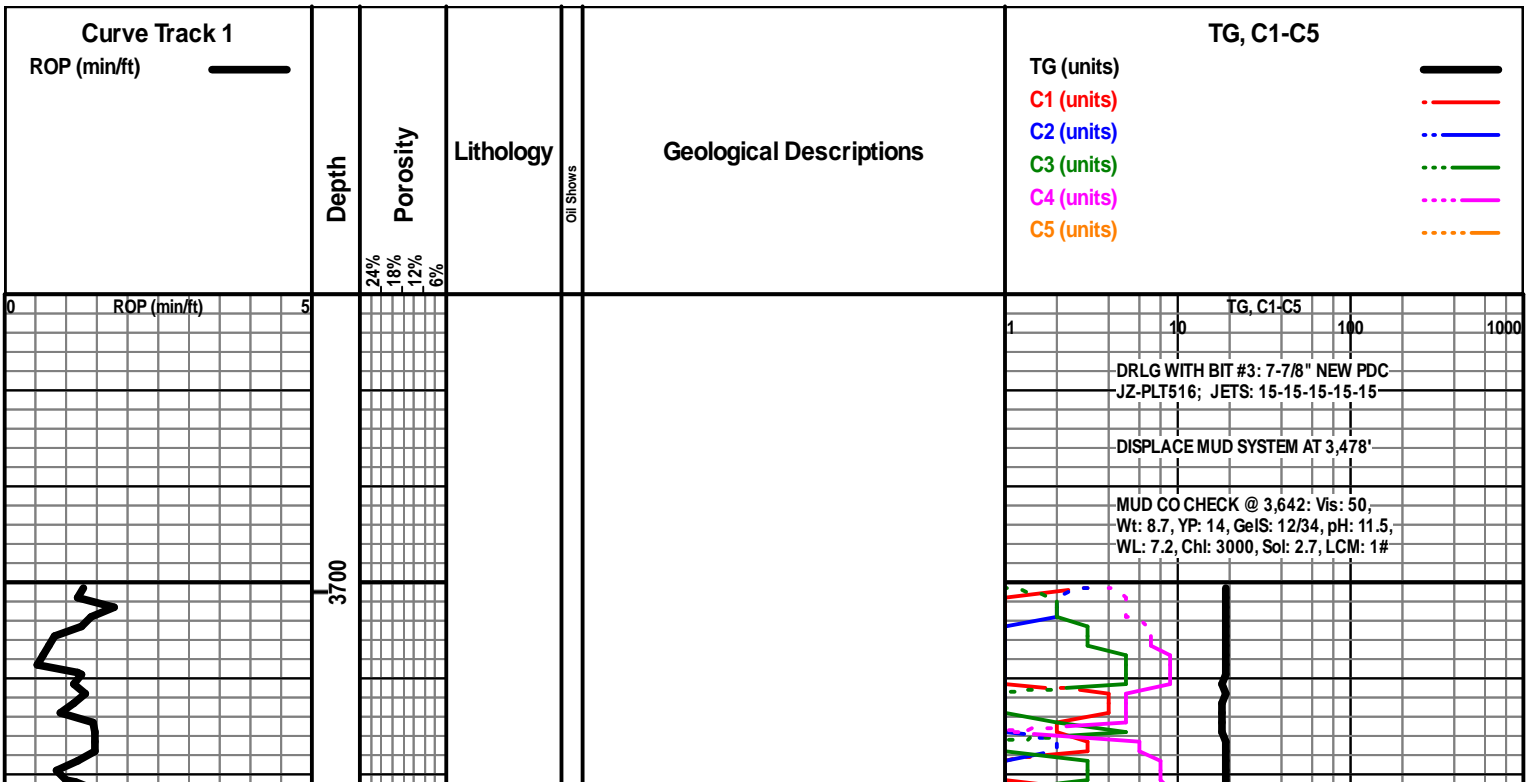 Curve Track 1
ROP (min/ft)
Depth
Porosity
24%
18%
12%
6%
Lithology
Oil Shows
Geological Descriptions
TG, C1-C5
TG (units)
C1 (units)
C2 (units)
C3 (units)
C4 (units)
C5 (units)
0 ROP (min/ft) 5
TG, C1-C5
1 10 100 1000
DRLG WITH BIT #3: 7-7/8" NEW PDC
JZ-PLT516; JETS: 15-15-15-15-15
DISPLACE MUD SYSTEM AT 3,478'
MUD CO CHECK @ 3,642: Vis: 50,
Wt: 8.7, YP: 14, GelS: 12/34, pH: 11.5,
WL: 7.2, Chl: 3000, Sol: 2.7, LCM: 1#
3700